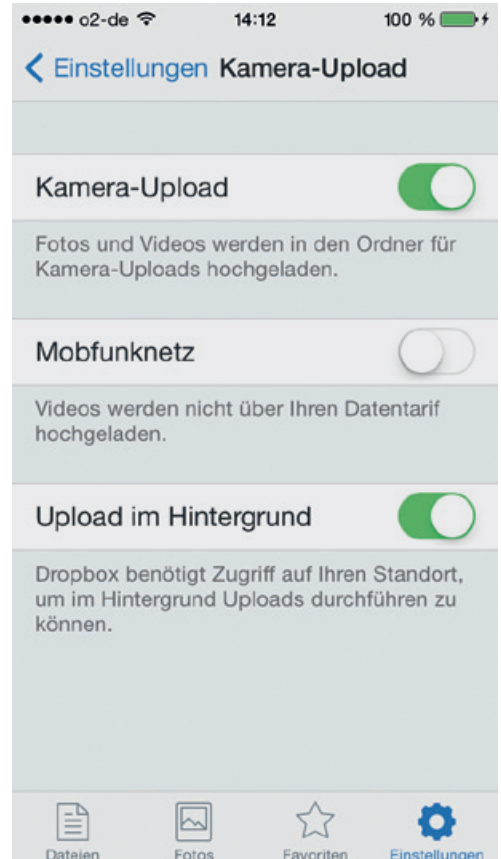 o2-de 14:12 100 %
Einstellungen Kamera-Upload
Kamera-Upload
Fotos und Videos werden in den Ordner für
Kamera-Uploads hochgeladen.
Mobfunknetz
Videos werden nicht über Ihren Datentarif
hochgeladen.
Upload im Hintergrund
Dropbox benötigt Zugriff auf Ihren Standort,
um im Hintergrund Uploads durchführen zu
können.
Dateien Fotos Favoriten Einstellungen